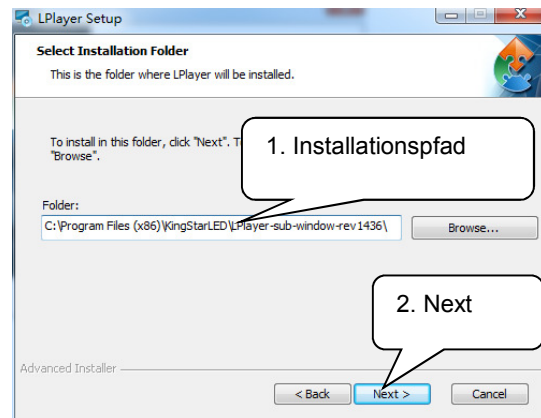 LPlayer Setup
Select Installation Folder
This is the folder where LPlayer will be installed.
To install in this folder, click "Next". T
"Browse".
1. Installationspfad
Folder:
C:\Program Files (x86)\KingStarLED\LPlayer-sub-window-rev1436\
Browse...
2. Next
Advanced Installer
< Back
Next >
Cancel